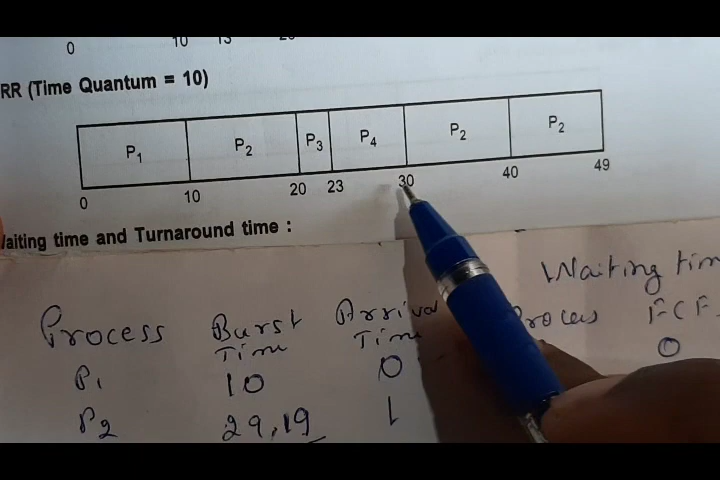 0 10 13
RR (Time Quantum = 10)
P1 P2 P3 P4 P2 P2
0 10 20 23 30 40 49
aiting time and Turnaround time :
Waiting tim
Process Burst Time Arrival Time Process FCF
P1 10 0 0
P2 29,19 1